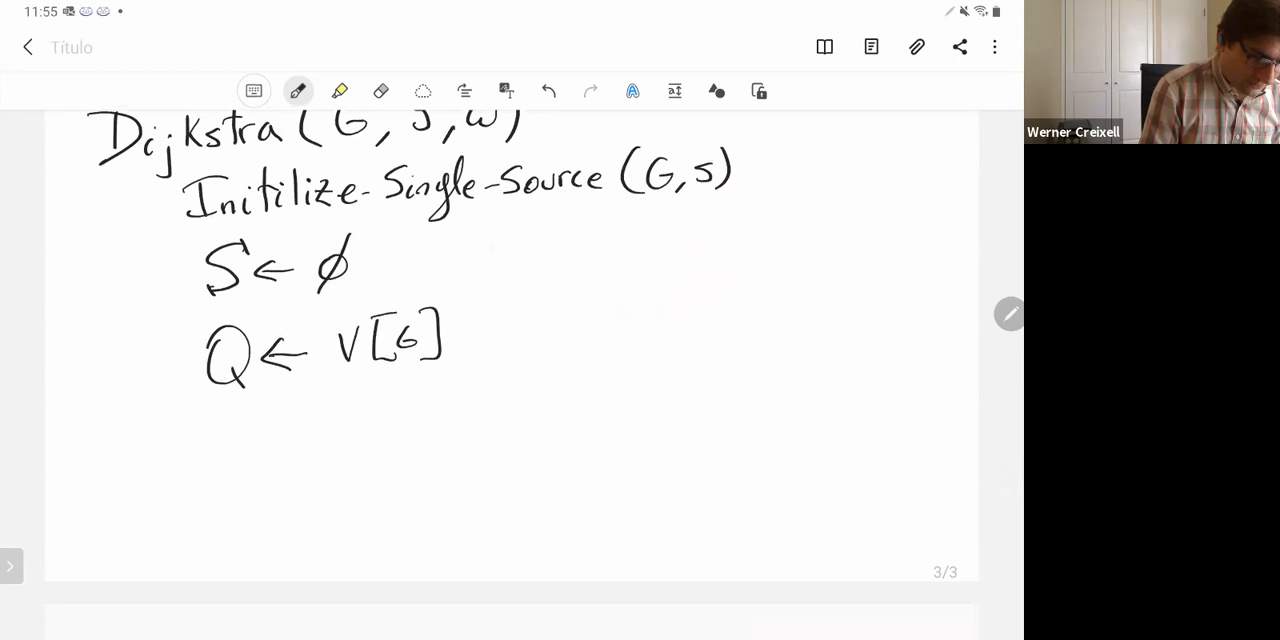 11:55
Título
Dijkstra (G, S, w)
Initilize-Single-Source (G, s)
S ← ∅
Q ← V[G]
3/3
Werner Creixell